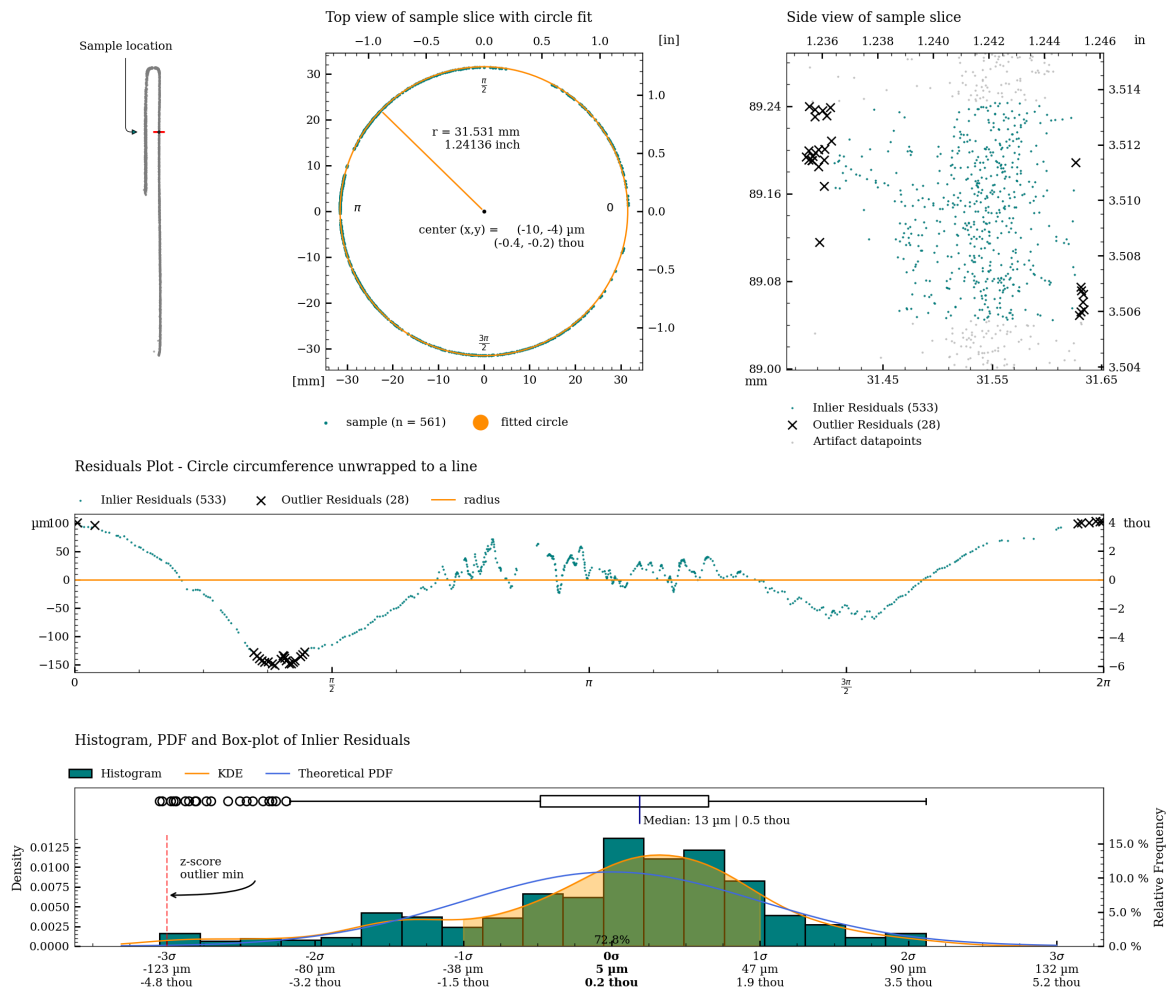 Sample location
Top view of sample slice with circle fit
−1.0 −0.5 0.0 0.5 1.0 [in]
30
20
10
0
−10
−20
−30
1.0
0.5
0.0
−0.5
−1.0
π/2
r = 31.531 mm
1.24136 inch
π
0
center (x,y) = (-10, -4) µm
(-0.4, -0.2) thou
3π/2
[mm] −30 −20 −10 0 10 20 30
sample (n = 561) fitted circle
Side view of sample slice
1.236 1.238 1.240 1.242 1.244 1.246 in
89.24
89.16
89.08
89.00
3.514
3.512
3.510
3.508
3.506
3.504
mm 31.45 31.55 31.65
Inlier Residuals (533)
Outlier Residuals (28)
Artifact datapoints
Residuals Plot - Circle circumference unwrapped to a line
Inlier Residuals (533) Outlier Residuals (28) radius
µm 100
50
0
−50
−100
−150
4 thou
2
0
−2
−4
−6
0 π/2 π 3π/2 2π
Histogram, PDF and Box-plot of Inlier Residuals
Histogram KDE Theoretical PDF
Median: 13 µm | 0.5 thou
z-score
outlier min
Density
0.0125
0.0100
0.0075
0.0050
0.0025
0.0000
Relative Frequency
15.0 %
10.0 %
5.0 %
0.0 %
72.8%
-3σ -2σ -1σ 0σ 1σ 2σ 3σ
-123 µm -80 µm -38 µm 5 µm 47 µm 90 µm 132 µm
-4.8 thou -3.2 thou -1.5 thou 0.2 thou 1.9 thou 3.5 thou 5.2 thou